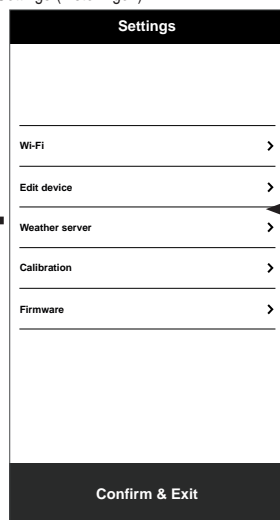 Settings
Wi-Fi
Edit device
Weather server
Calibration
Firmware
Confirm & Exit